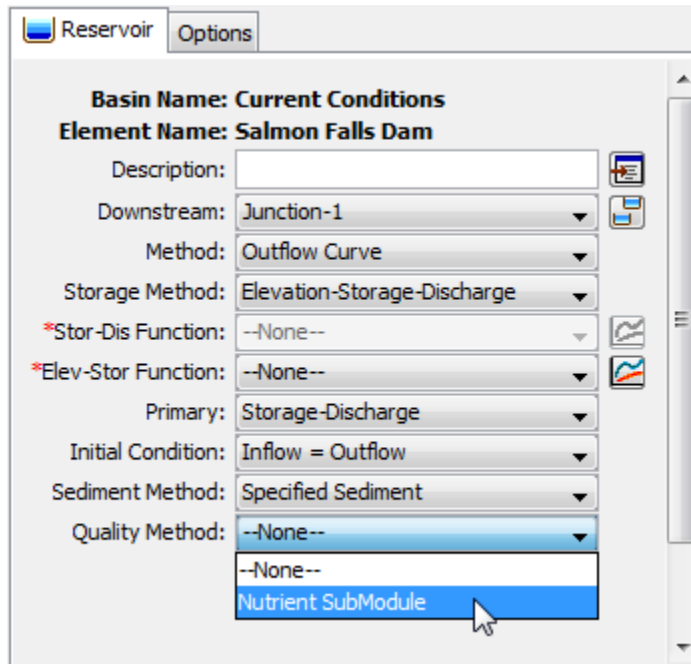 Reservoir Options
Basin Name: Current Conditions
Element Name: Salmon Falls Dam
Description:
Downstream: Junction-1
Method: Outflow Curve
Storage Method: Elevation-Storage-Discharge
*Stor-Dis Function: --None--
*Elev-Stor Function: --None--
Primary: Storage-Discharge
Initial Condition: Inflow = Outflow
Sediment Method: Specified Sediment
Quality Method: --None--
--None--
Nutrient SubModule